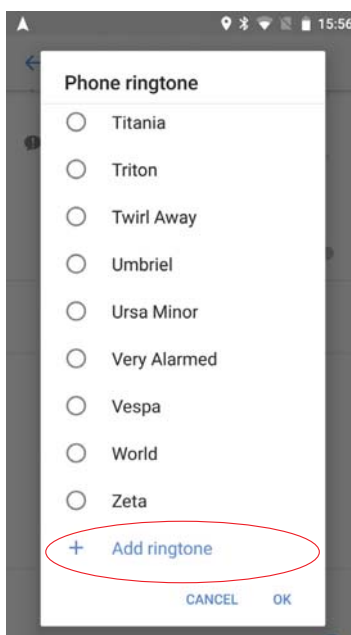 15:56
Phone ringtone
Titania
Triton
Twirl Away
Umbriel
Ursa Minor
Very Alarmed
Vespa
World
Zeta
+ Add ringtone
CANCEL OK